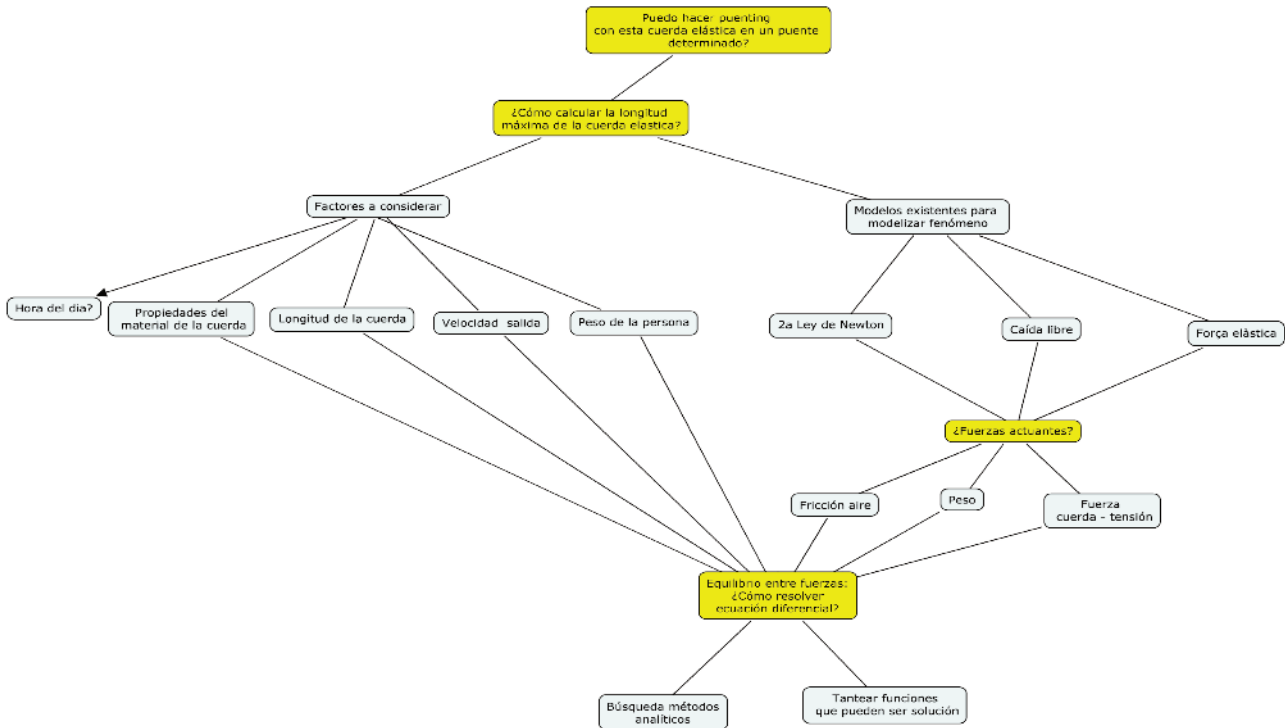 Puedo hacer puenting
con esta cuerda elástica en un puente
determinado?
¿Cómo calcular la longitud
máxima de la cuerda elastica?
Factores a considerar
Modelos existentes para
modelizar fenómeno
Hora del dia?
Propiedades del
material de la cuerda
Longitud de la cuerda
Velocidad salida
Peso de la persona
2a Ley de Newton
Caída libre
Força elàstica
¿Fuerzas actuantes?
Fricción aire
Peso
Fuerza
cuerda - tensión
Equilibrio entre fuerzas:
¿Cómo resolver
ecuación diferencial?
Búsqueda métodos
analíticos
Tantear funciones
que pueden ser solución